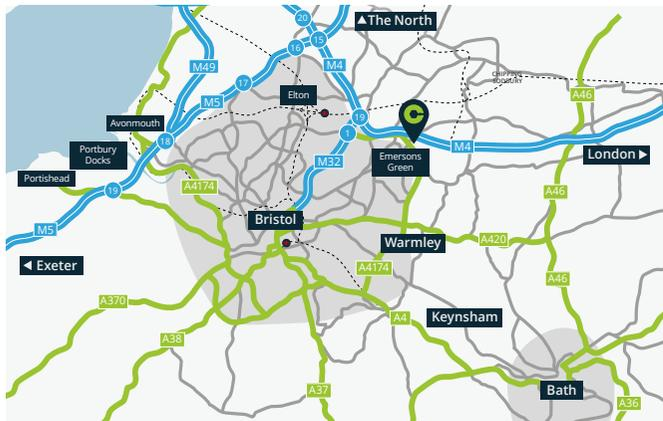 20
▲The North
15
16
M49
M4
17
M5
CHIPPING
SODBURY
Elton
A46
Avonmouth
19
1
18
M4
Portbury
Docks
M32
Emersons
Green
London ▶
Portishead
19
A4174
A46
Bristol
M5
Warmley
A420
◀ Exeter
A4174
A46
A370
A4
Keynsham
A38
A37
Bath
A36